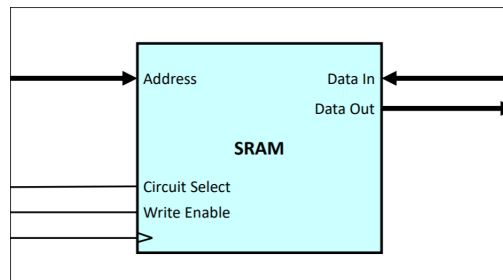 Address
Data In
Data Out
SRAM
Circuit Select
Write Enable